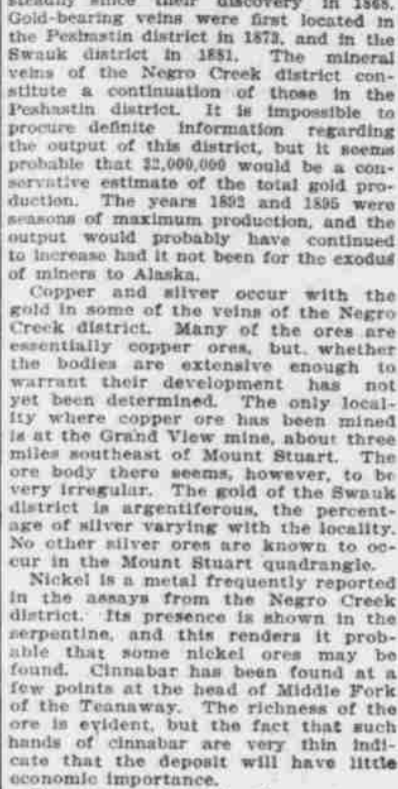 steadily since their discovery in 1868.
Gold-bearing veins were first located in
the Peshastin district in 1873, and in the
Swauk district in 1881. The mineral
veins of the Negro Creek district con-
stitute a continuation of those in the
Peshastin district. It is impossible to
procure definite information regarding
the output of this district, but it seems
probable that $2,000,000 would be a con-
servative estimate of the total gold pro-
duction. The years 1892 and 1895 were
seasons of maximum production, and the
output would probably have continued
to increase had it not been for the exodus
of miners to Alaska.
Copper and silver occur with the
gold in some of the veins of the Negro
Creek district. Many of the ores are
essentially copper ores, but whether
the bodies are extensive enough to
warrant their development has not
yet been determined. The only local-
ity where copper ore has been mined
is at the Grand View mine, about three
miles southeast of Mount Stuart. The
ore body there seems, however, to be
very irregular. The gold of the Swauk
district is argentiferous, the percent-
age of silver varying with the locality.
No other silver ores are known to oc-
cur in the Mount Stuart quadrangle.
Nickel is a metal frequently reported
in the assays from the Negro Creek
district. Its presence is shown in the
serpentine, and this renders it prob-
able that some nickel ores may be
found. Cinnabar has been found at a
few points at the head of Middle Fork
of the Teanaway. The richness of the
ore is evident, but the fact that such
hands of cinnabar are very thin indi-
cate that the deposit will have little
economic importance.